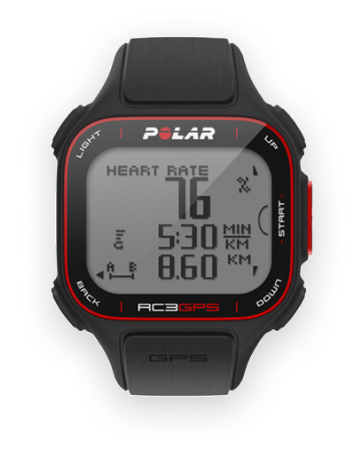 LIGHT
POLAR
UP
HEART RATE
76 %
5:30 MIN KM
A B 8.60 KM
START
BACK
RC3GPS
DOWN
GPS